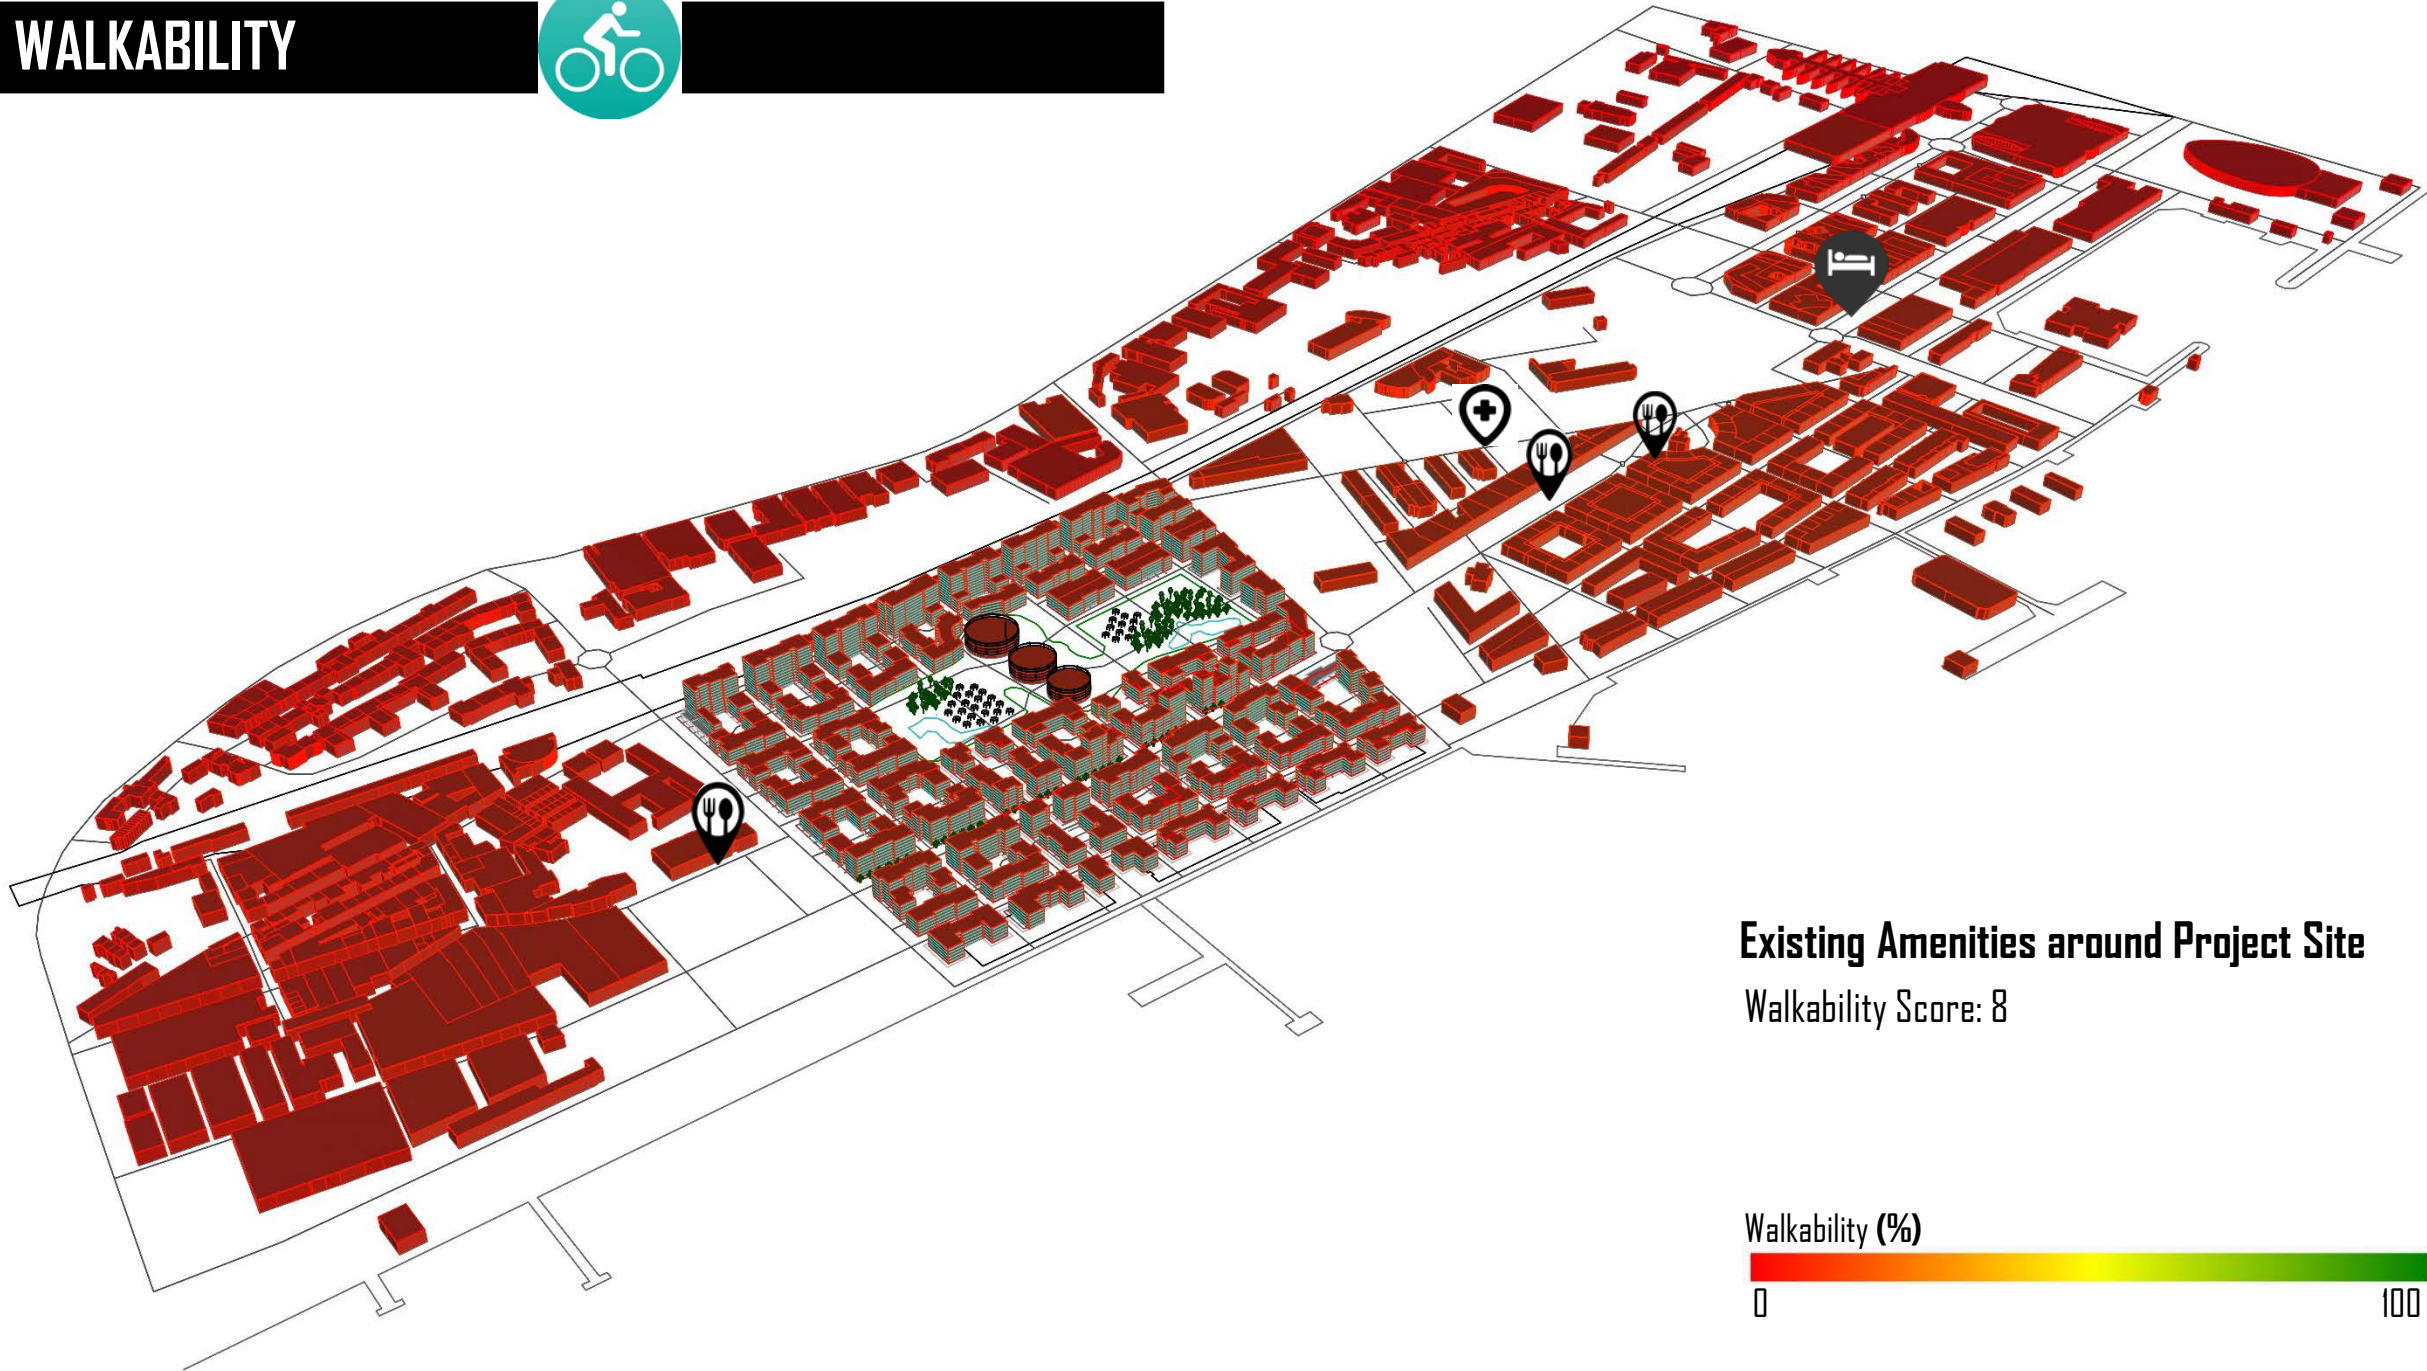 WALKABILITY
Existing Amenities around Project Site
Walkability Score: 8
Walkability (%)
0 100